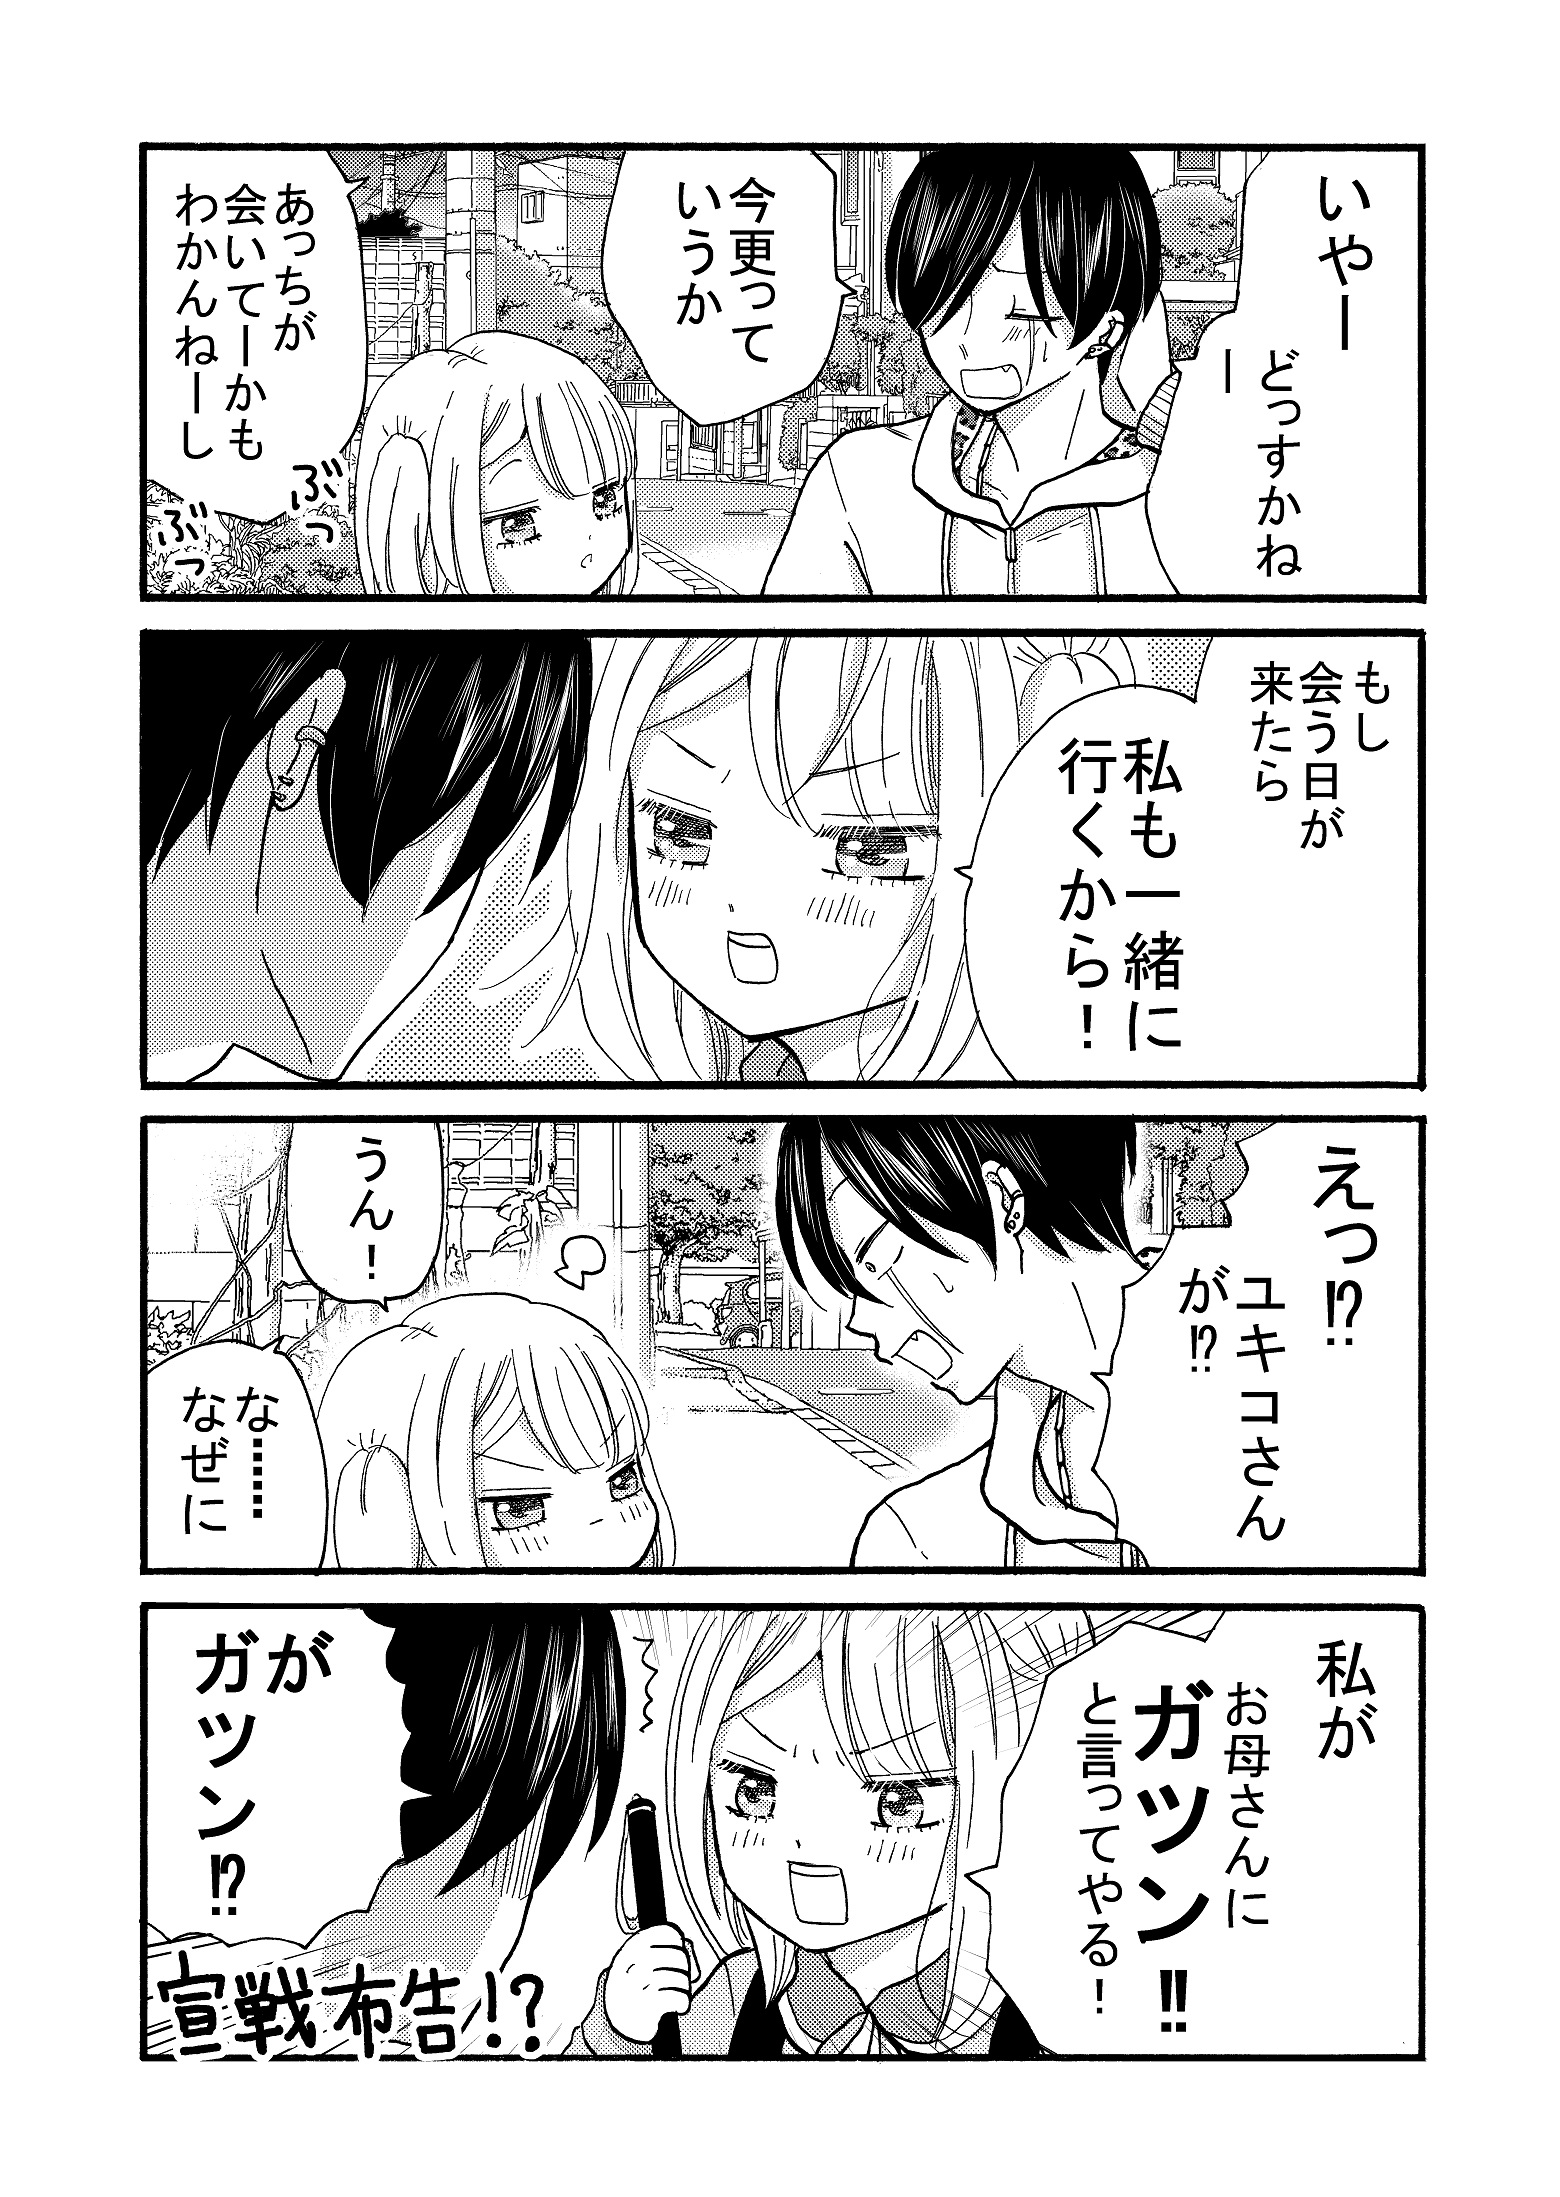 いやー
どっすかね
ー
今更って
いうか
あっちが
会いてーかも
わかんねーし
ぶっ
ぶっ
もし
会う日が
来たら
私も一緒に
行くから！
えっ!?
ユキコさん
が!?
うん！
な……
なぜに
私が
お母さんに
ガツン!!
と言ってやる！
が
ガツン!?
宣戦布告!?